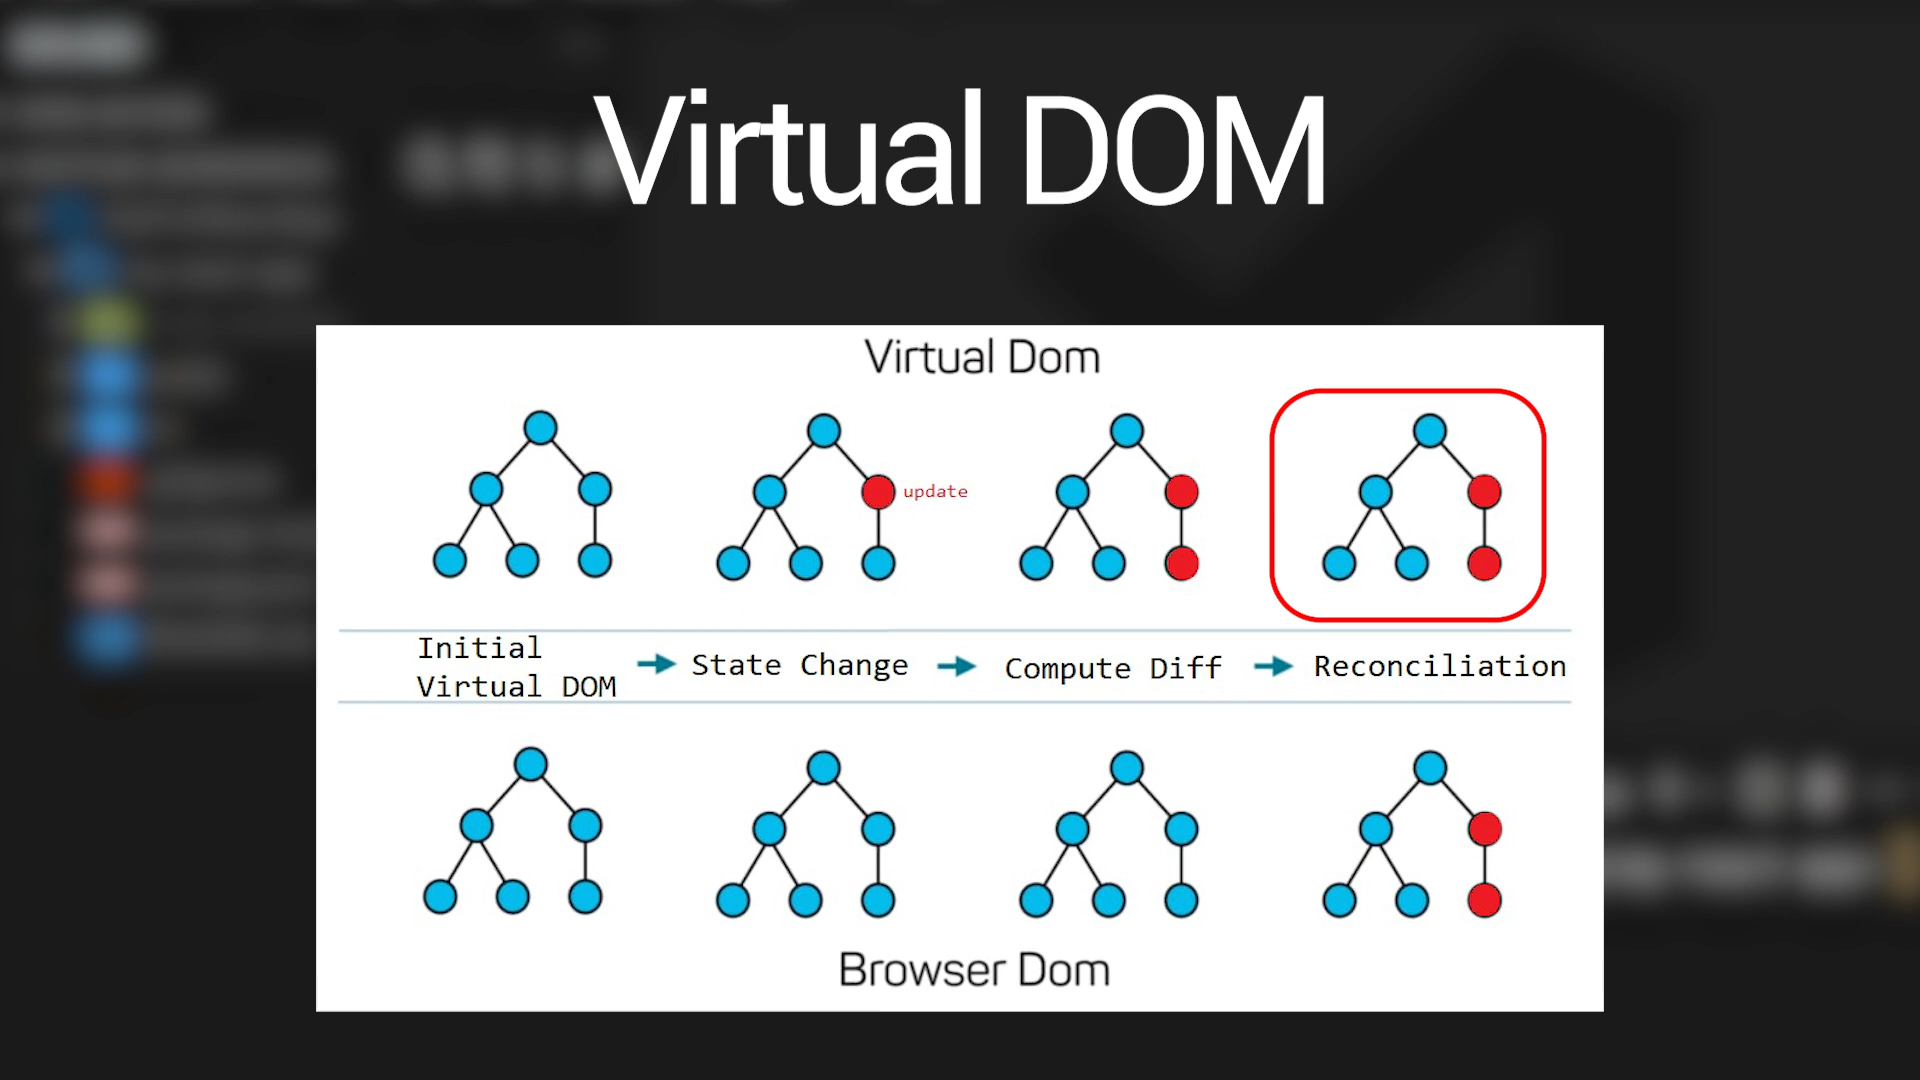 Virtual DOM
Virtual Dom
update
Initial
Virtual DOM
State Change
Compute Diff
Reconciliation
Browser Dom